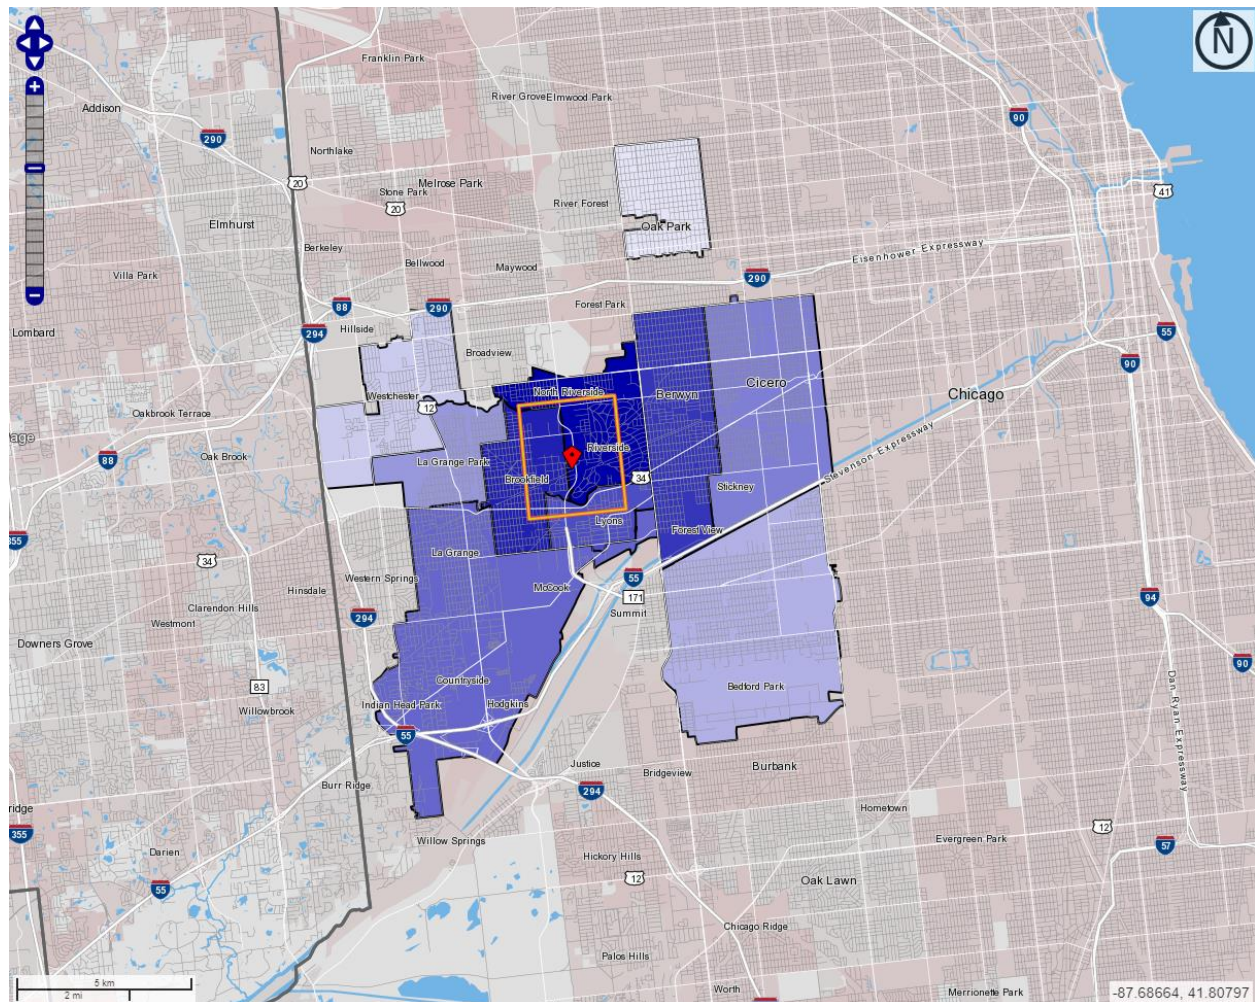 N
Franklin Park
River Grove
Elmwood Park
Addison
90
290
Northlake
20
Melrose Park
Stone Park
41
20
River Forest
Elmhurst
Oak Park
Berkeley
Eisenhower Expressway
Bellwood
Maywood
Villa Park
290
88
290
Forest Park
Lombard
294
Hillside
55
Broadview
90
Cicero
North Riverside
Berwyn
Chicago
Westchester
12
Oakbrook Terrace
Riverside
Stevenson Expressway
88
Oak Brook
La Grange Park
Brookfield
34
Stickney
Lyons
Forest View
355
La Grange
34
Western Springs
55
McCook
Hinsdale
171
94
Clarendon Hills
294
Summit
Westmont
Downers Grove
90
Countryside
83
Bedford Park
Indian Head Park
Hodgkins
Willowbrook
55
Dan Ryan Expressway
Justice
Bridgeview
Burbank
Burr Ridge
294
Hometown
355
12
Willow Springs
Evergreen Park
57
Darien
Hickory Hills
12
Oak Lawn
55
Chicago Ridge
Palos Hills
5 km
2 mi
Worth
Merrionette Park
-87.68664, 41.80797